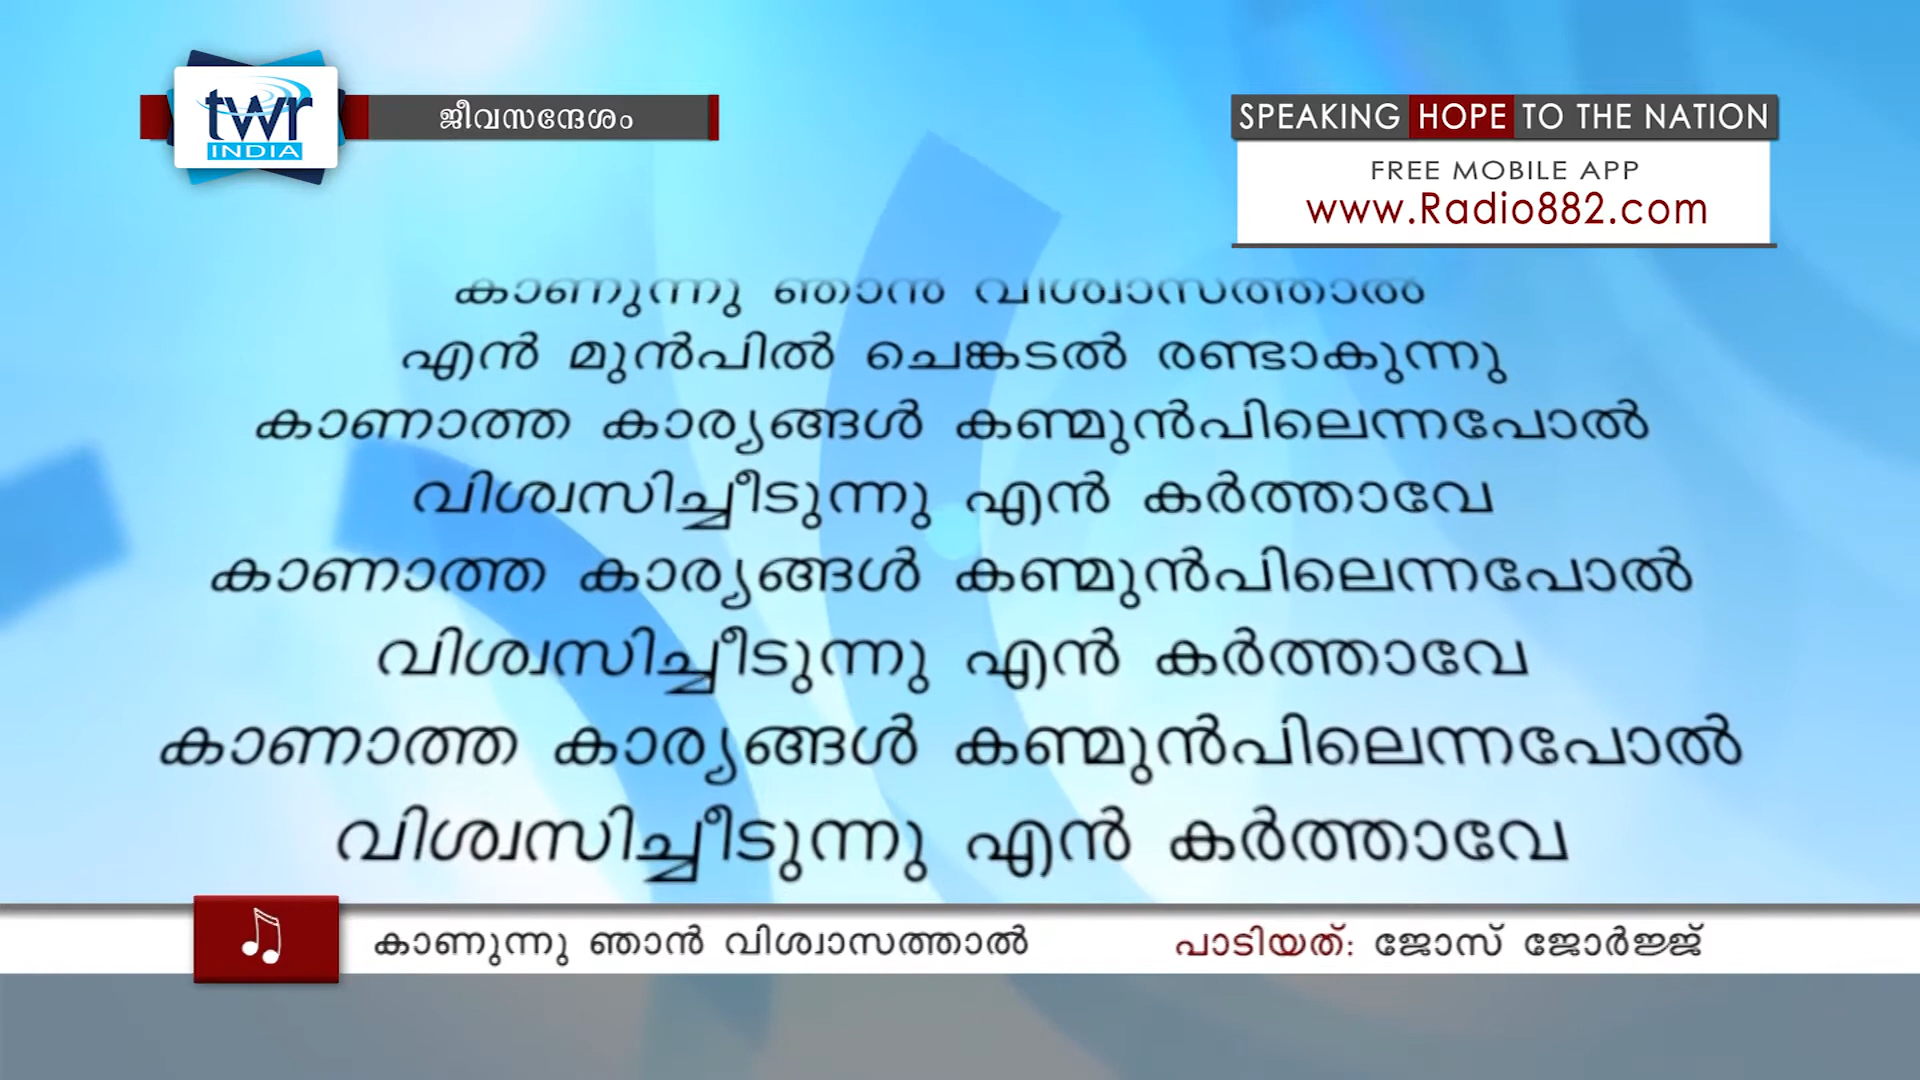 twr
INDIA
ജീവസന്ദേശം
SPEAKING HOPE TO THE NATION
FREE MOBILE APP
www.Radio882.com
കാണുന്നു ഞാൻ വിശ്വാസത്താൽ
എൻ മുൻപിൽ ചെങ്കടൽ രണ്ടാകുന്നു
കാണാത്ത കാര്യങ്ങൾ കണ്മുൻപിലെന്നപോൽ
വിശ്വസിച്ചീടുന്നു എൻ കർത്താവേ
കാണാത്ത കാര്യങ്ങൾ കണ്മുൻപിലെന്നപോൽ
വിശ്വസിച്ചീടുന്നു എൻ കർത്താവേ
കാണാത്ത കാര്യങ്ങൾ കണ്മുൻപിലെന്നപോൽ
വിശ്വസിച്ചീടുന്നു എൻ കർത്താവേ
കാണുന്നു ഞാൻ വിശ്വാസത്താൽ പാടിയത്: ജോസ് ജോർജ്ജ്